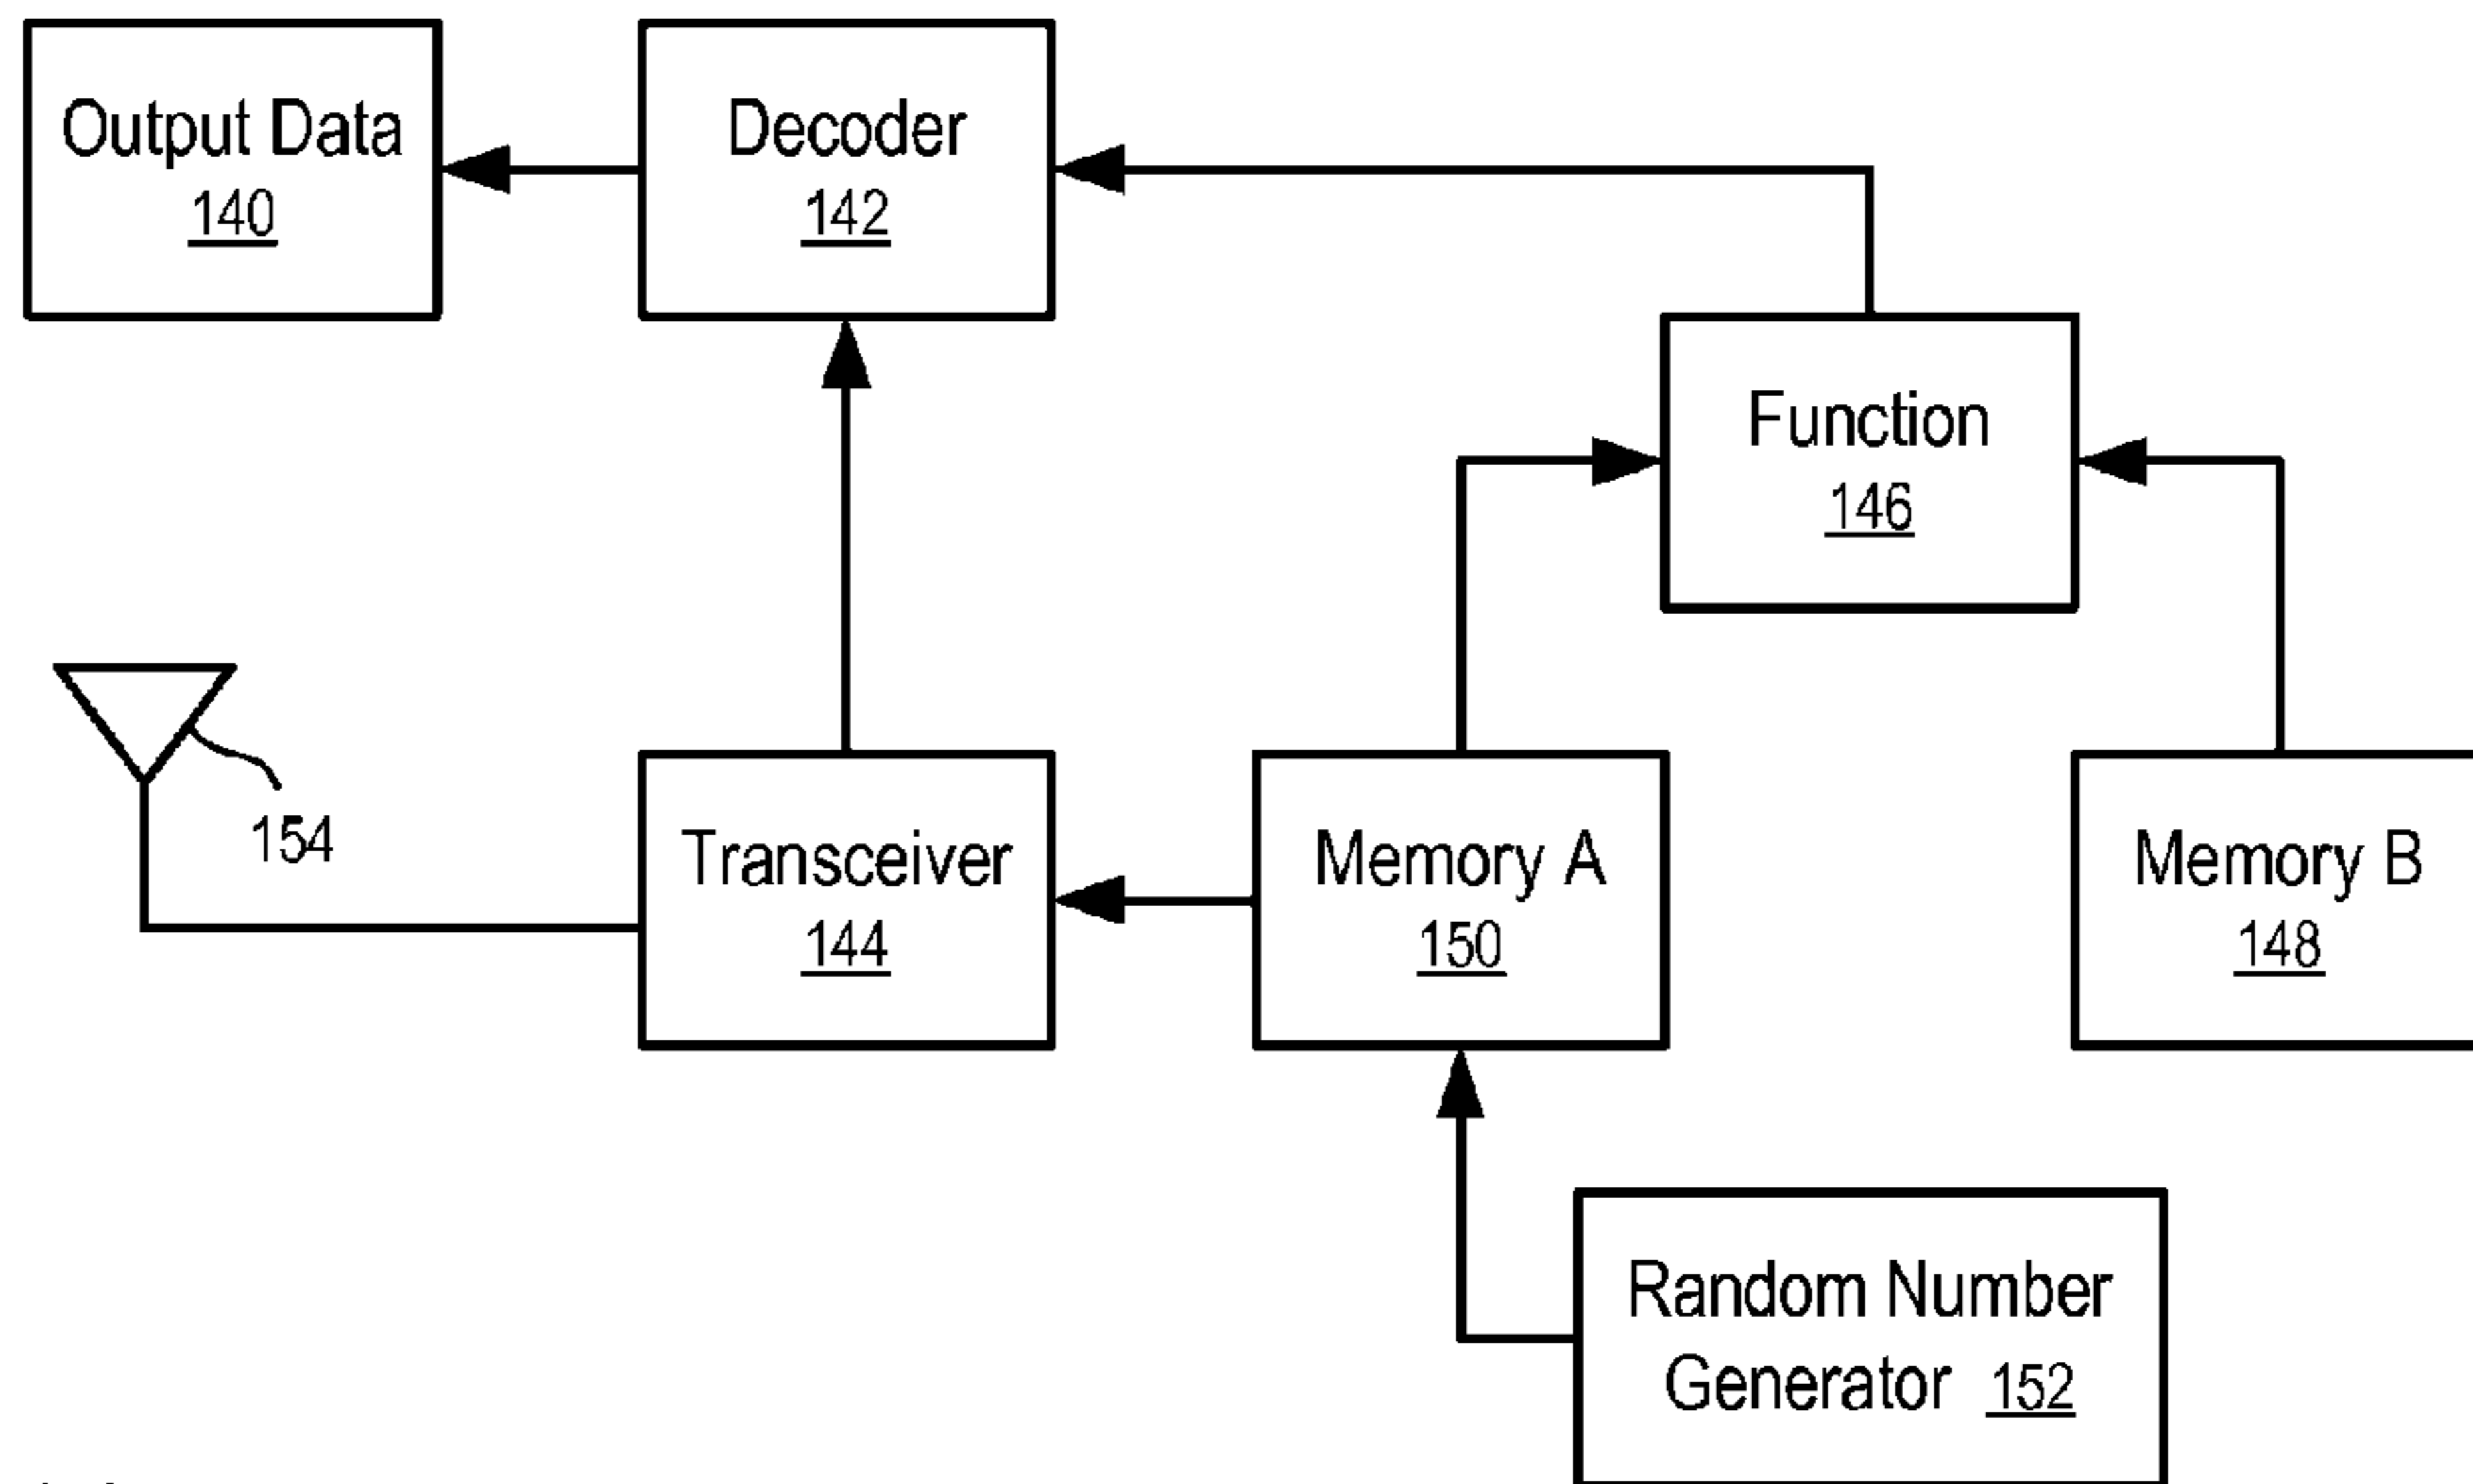 Output Data
140
Decoder
142
Function
146
154
Transceiver
144
Memory A
150
Memory B
148
Random Number
Generator 152